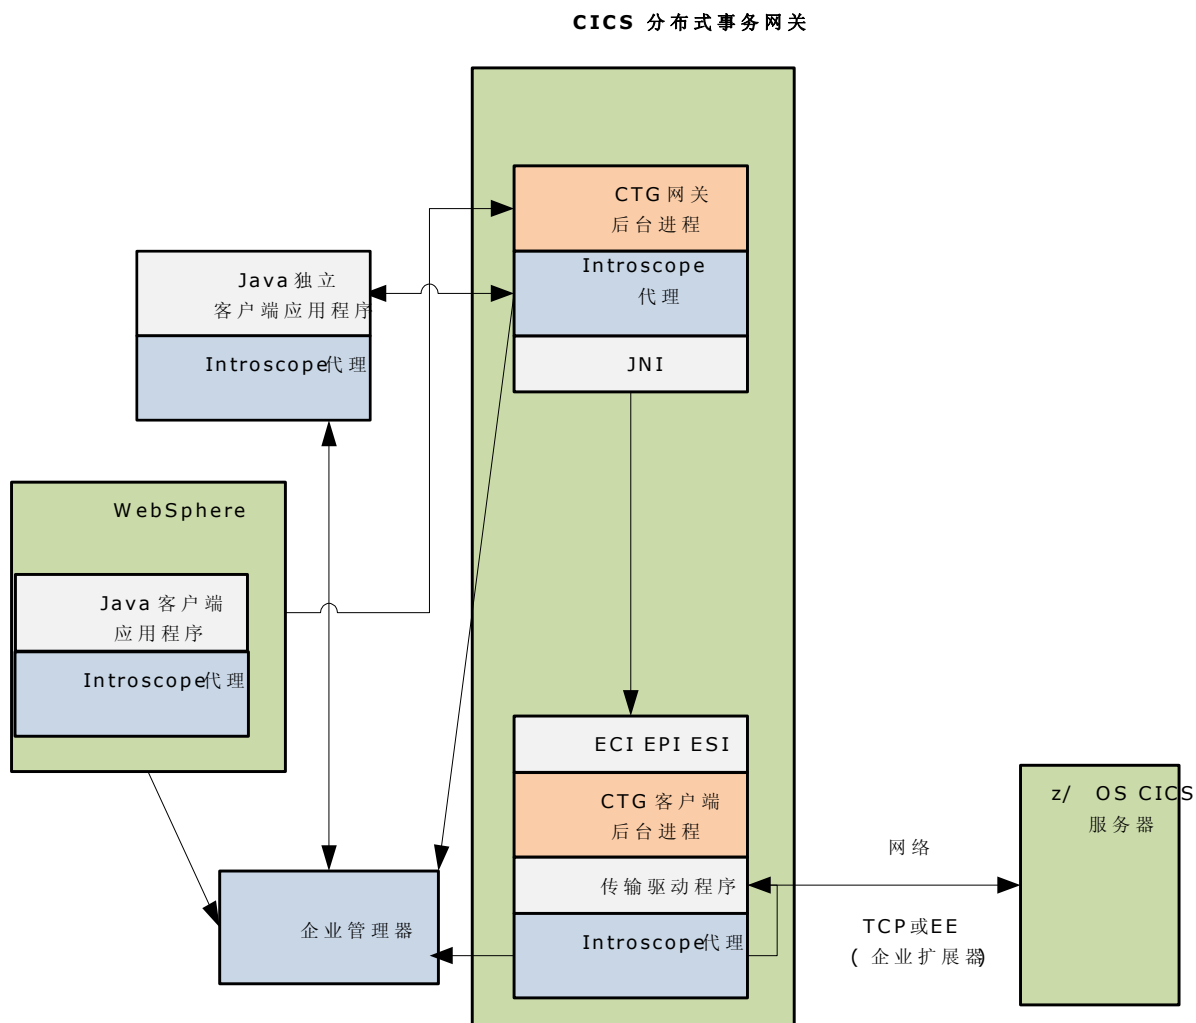 CICS 分布式事务网关
CTG 网关
后台进程
Introscope
代理
JNI
Java 独立
客户端应用程序
Introscope代理
WebSphere
Java 客户端
应用程序
Introscope代理
ECI EPI ESI
CTG 客户端
后台进程
传输驱动程序
Introscope代理
企业管理器
网络
TCP或EE
( 企业扩展器)
z/ OS CICS
服务器